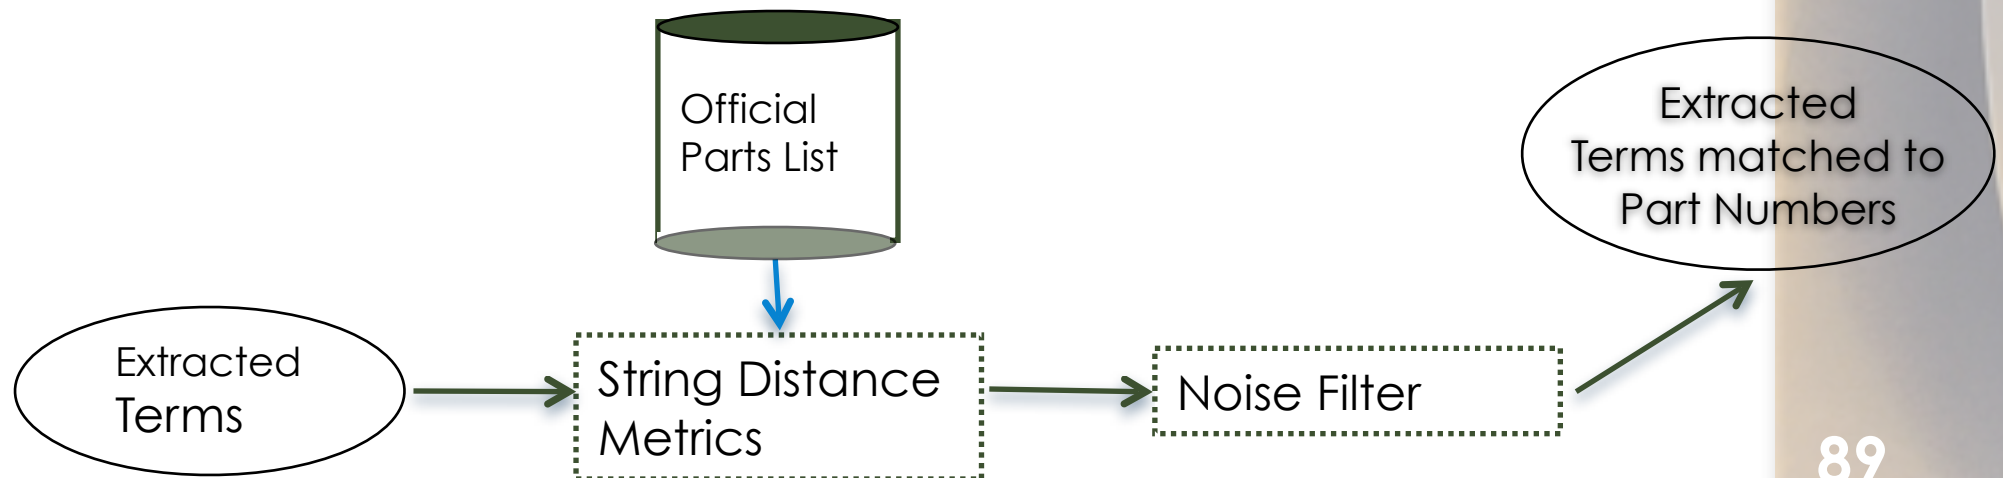 Official
Parts List
Extracted
Terms matched to
Part Numbers
Extracted
Terms
String Distance
Metrics
Noise Filter
89